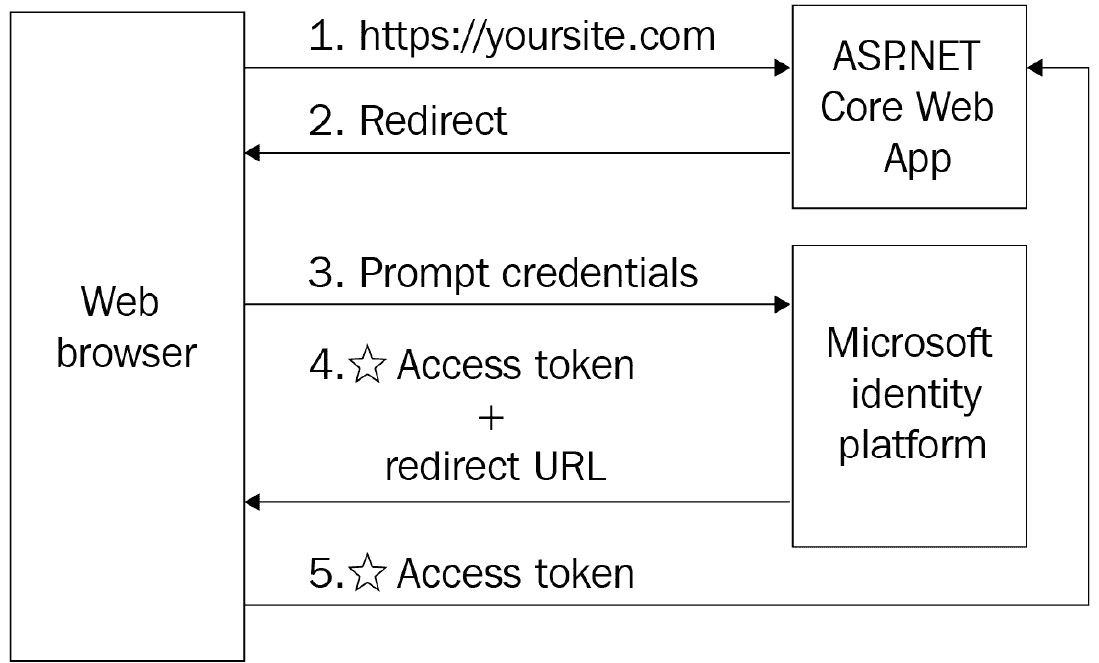 1. https://yoursite.com
ASP.NET
Core Web
App
2. Redirect
3. Prompt credentials
Web
browser
4.☆ Access token
+
redirect URL
Microsoft
identity
platform
5.☆ Access token